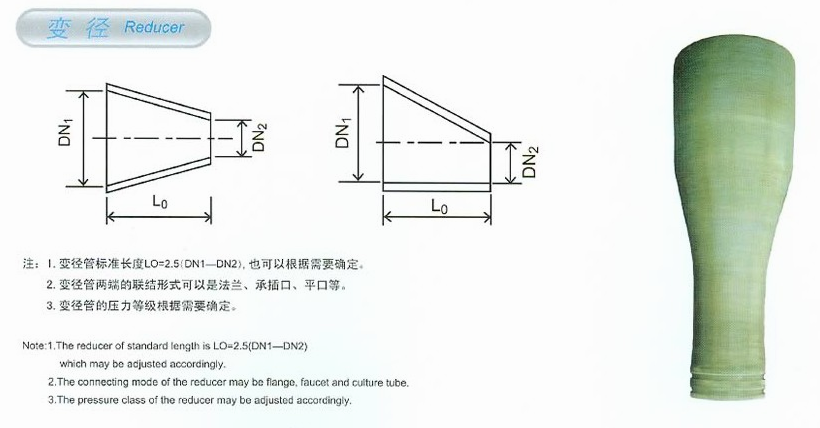 变 径 Reducer
DN1
DN2
L0
DN1
DN2
L0
注: 1. 变径管标准长度LO=2.5(DN1—DN2), 也可以根据需要确定。
2. 变径管两端的联结形式可以是法兰、承插口、平口等。
3. 变径管的压力等级根据需要确定。
Note:1.The reducer of standard length is LO=2.5(DN1—DN2)
which may be adjusted accordingly.
2.The connecting mode of the reducer may be flange, faucet and culture tube.
3.The pressure class of the reducer may be adjusted accordingly.